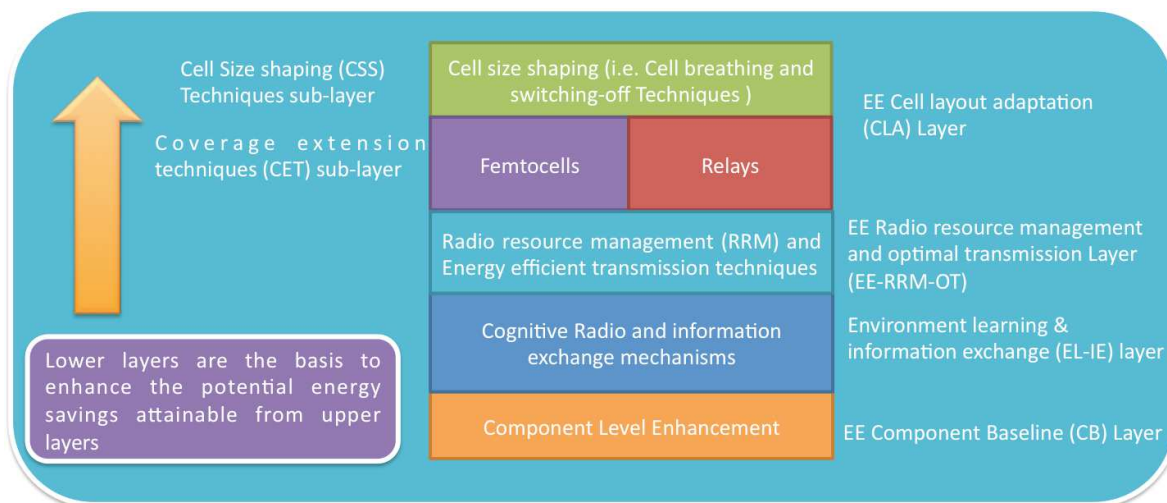 Cell Size shaping (CSS)
Techniques sub-layer
Coverage extension
techniques (CET) sub-layer
Cell size shaping (i.e. Cell breathing and
switching-off Techniques )
Femtocells
Relays
EE Cell layout adaptation
(CLA) Layer
Radio resource management (RRM) and
Energy efficient transmission techniques
EE Radio resource management
and optimal transmission Layer
(EE-RRM-OT)
Cognitive Radio and information
exchange mechanisms
Environment learning &
information exchange (EL-IE) layer
Lower layers are the basis to
enhance the potential energy
savings attainable from upper
layers
Component Level Enhancement
EE Component Baseline (CB) Layer